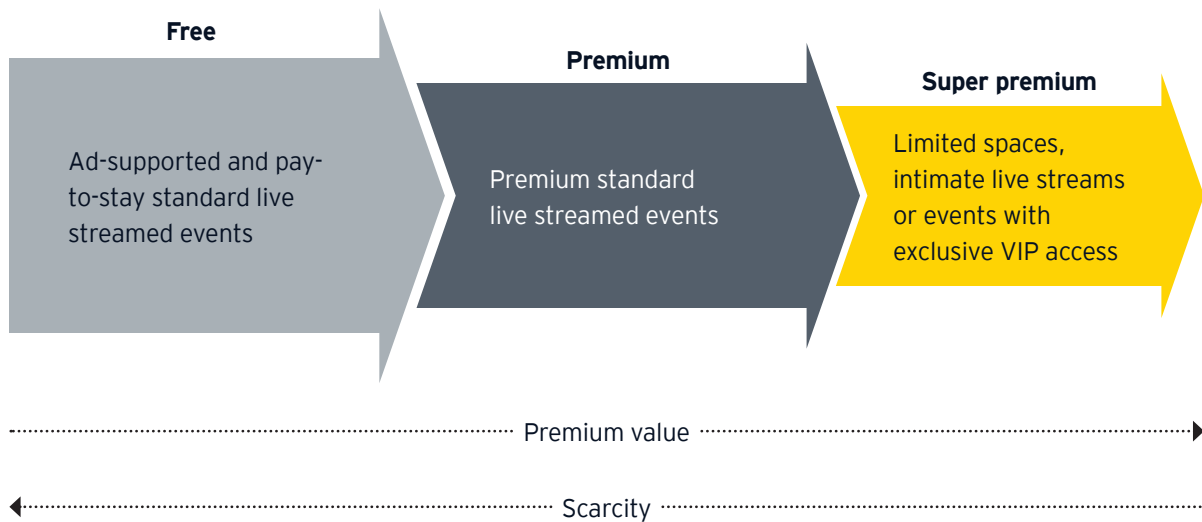 Free
Ad-supported and pay-
to-stay standard live
streamed events
Premium
Premium standard
live streamed events
Super premium
Limited spaces,
intimate live streams
or events with
exclusive VIP access
Premium value
Scarcity